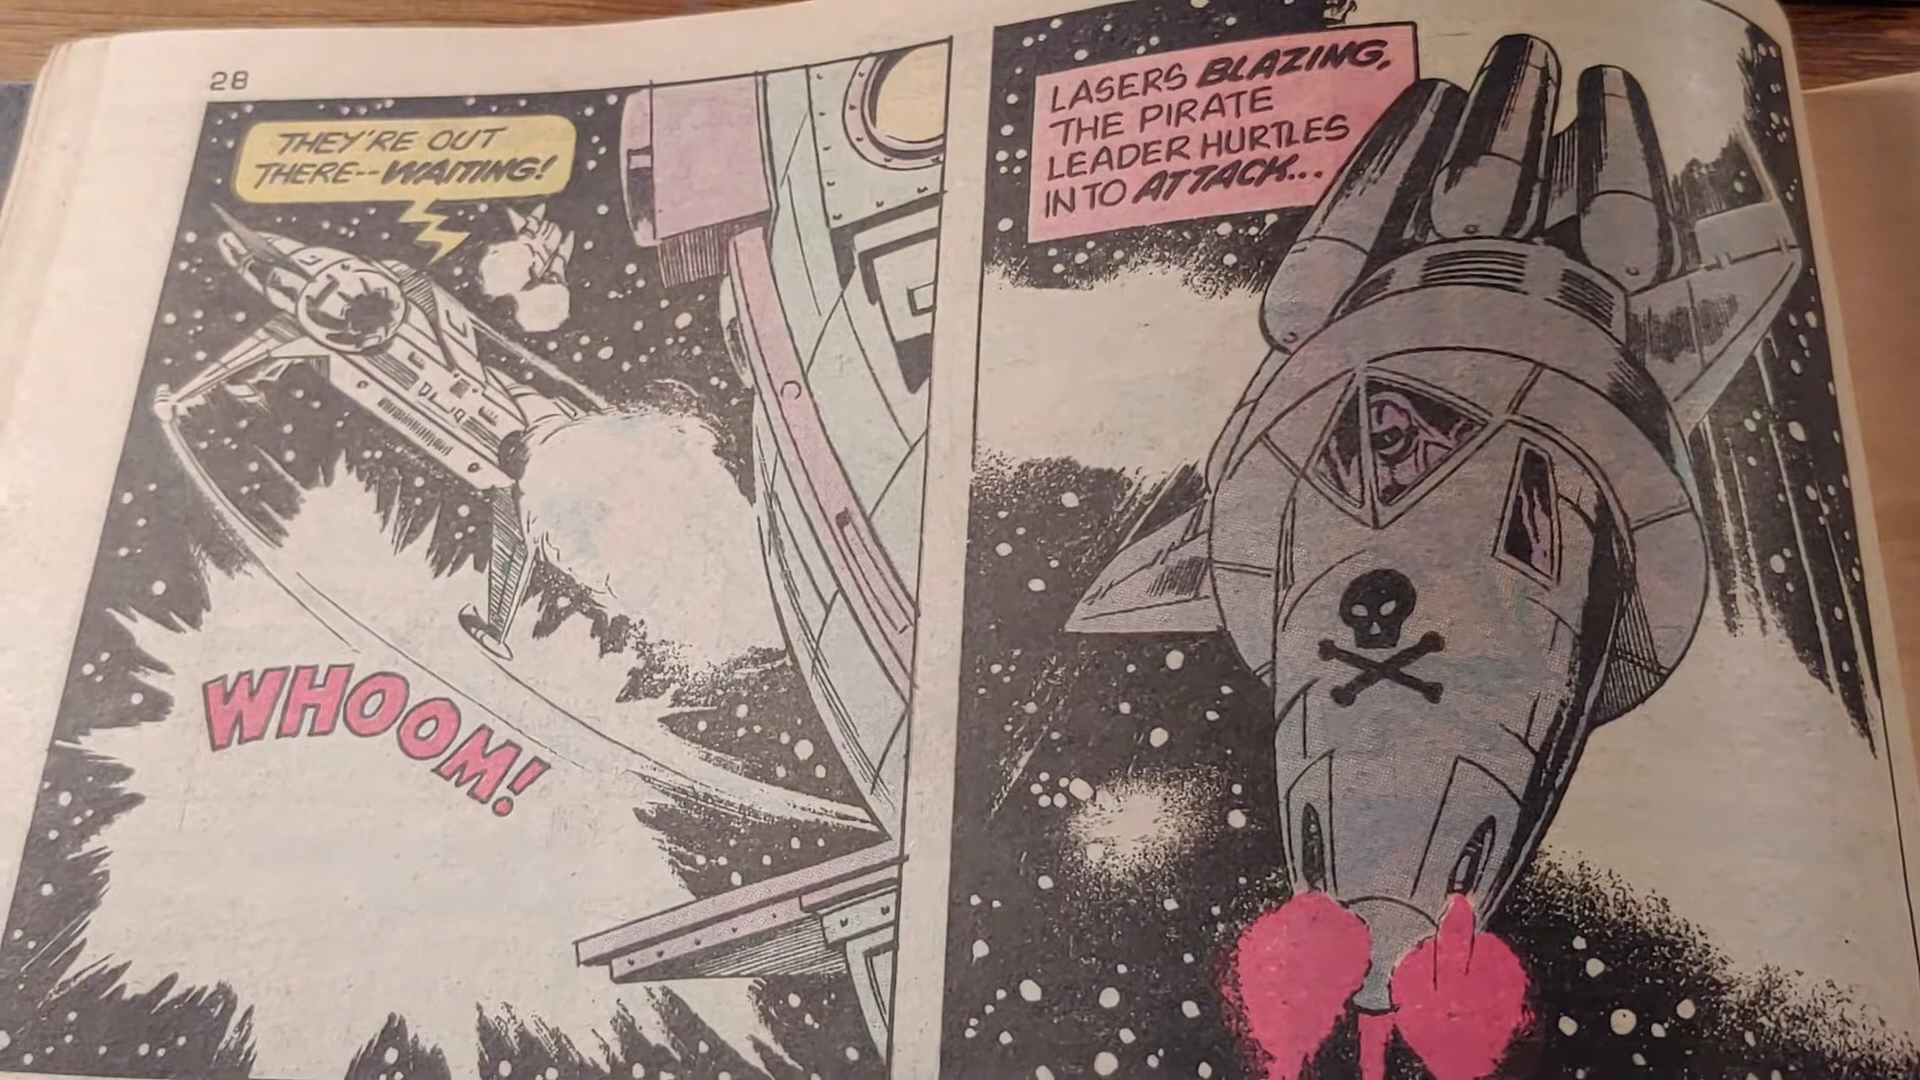 28
THEY'RE OUT
THERE--WAITING!
WHOOM!
LASERS BLAZING,
THE PIRATE
LEADER HURTLES
IN TO ATTACK...